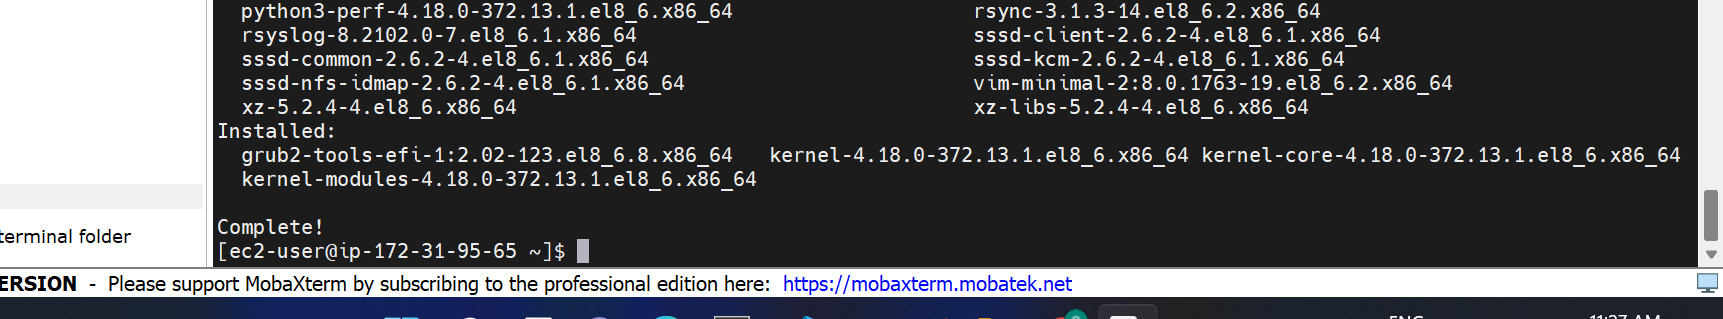 python3-perf-4.18.0-372.13.1.el8_6.x86_64 rsync-3.1.3-14.el8_6.2.x86_64
rsyslog-8.2102.0-7.el8_6.1.x86_64 sssd-client-2.6.2-4.el8_6.1.x86_64
sssd-common-2.6.2-4.el8_6.1.x86_64 sssd-kcm-2.6.2-4.el8_6.1.x86_64
sssd-nfs-idmap-2.6.2-4.el8_6.1.x86_64 vim-minimal-2:8.0.1763-19.el8_6.2.x86_64
xz-5.2.4-4.el8_6.x86_64 xz-libs-5.2.4-4.el8_6.x86_64
Installed:
grub2-tools-efi-1:2.02-123.el8_6.8.x86_64 kernel-4.18.0-372.13.1.el8_6.x86_64 kernel-core-4.18.0-372.13.1.el8_6.x86_64
kernel-modules-4.18.0-372.13.1.el8_6.x86_64
Complete!
[ec2-user@ip-172-31-95-65 ~]$
terminal folder
ERSION - Please support MobaXterm by subscribing to the professional edition here: https://mobaxterm.mobatek.net